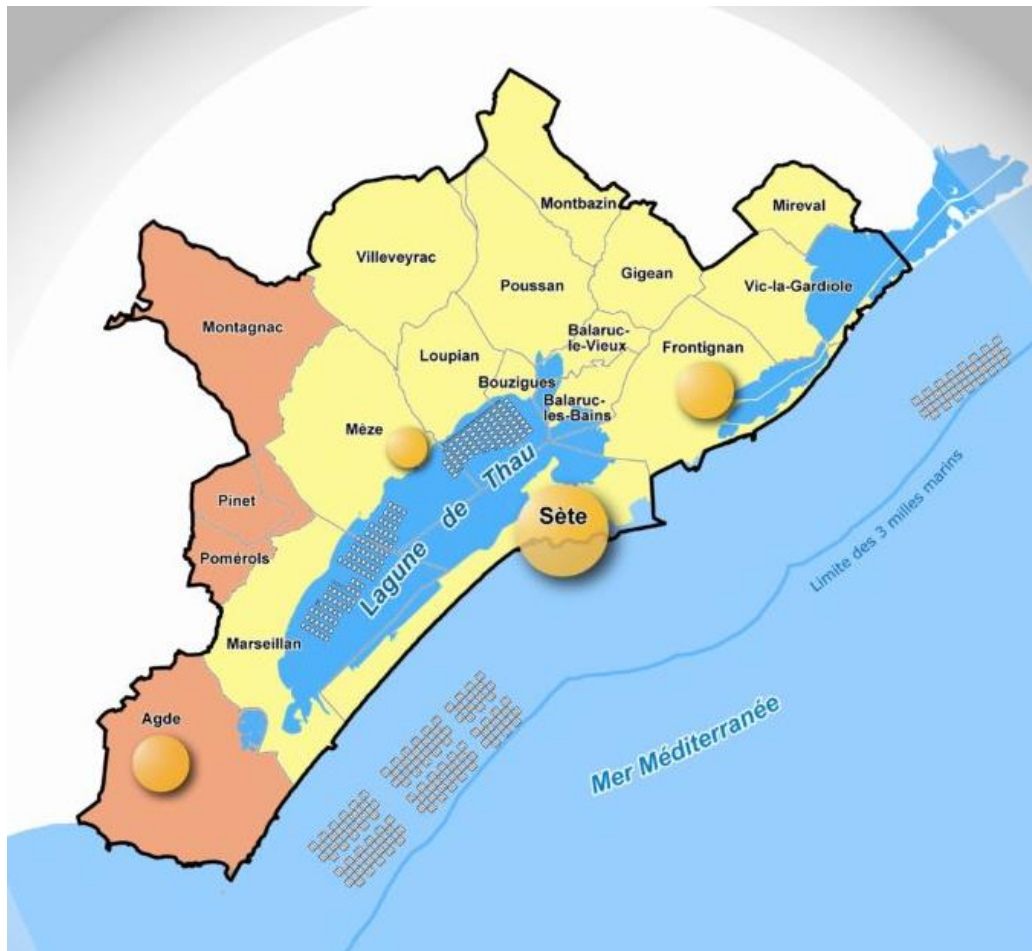 Montbazin
Mireval
Villeveyrac
Gigean
Poussan
Vic-la-Gardiole
Montagnac
Balaruc-
le-Vieux
Frontignan
Loupian
Bouzigues
Balaruc-
les-Bains
Mèze
Lagune de Thau
Pinet
Sète
Pomérols
Limite des 3 milles marins
Marseillan
Agde
Mer Méditerranée